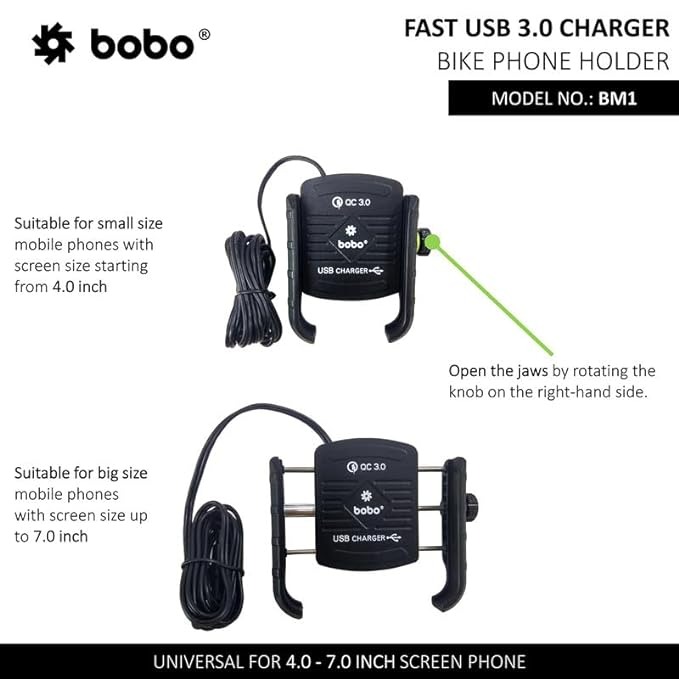 bobo®
FAST USB 3.0 CHARGER
BIKE PHONE HOLDER
MODEL NO.: BM1
Suitable for small size
mobile phones with
screen size starting
from 4.0 inch
QC 3.0
bobo®
USB CHARGER
Open the jaws by rotating the
knob on the right-hand side.
Suitable for big size
mobile phones
with screen size up
to 7.0 inch
QC 3.0
bobo®
USB CHARGER
UNIVERSAL FOR 4.0 - 7.0 INCH SCREEN PHONE